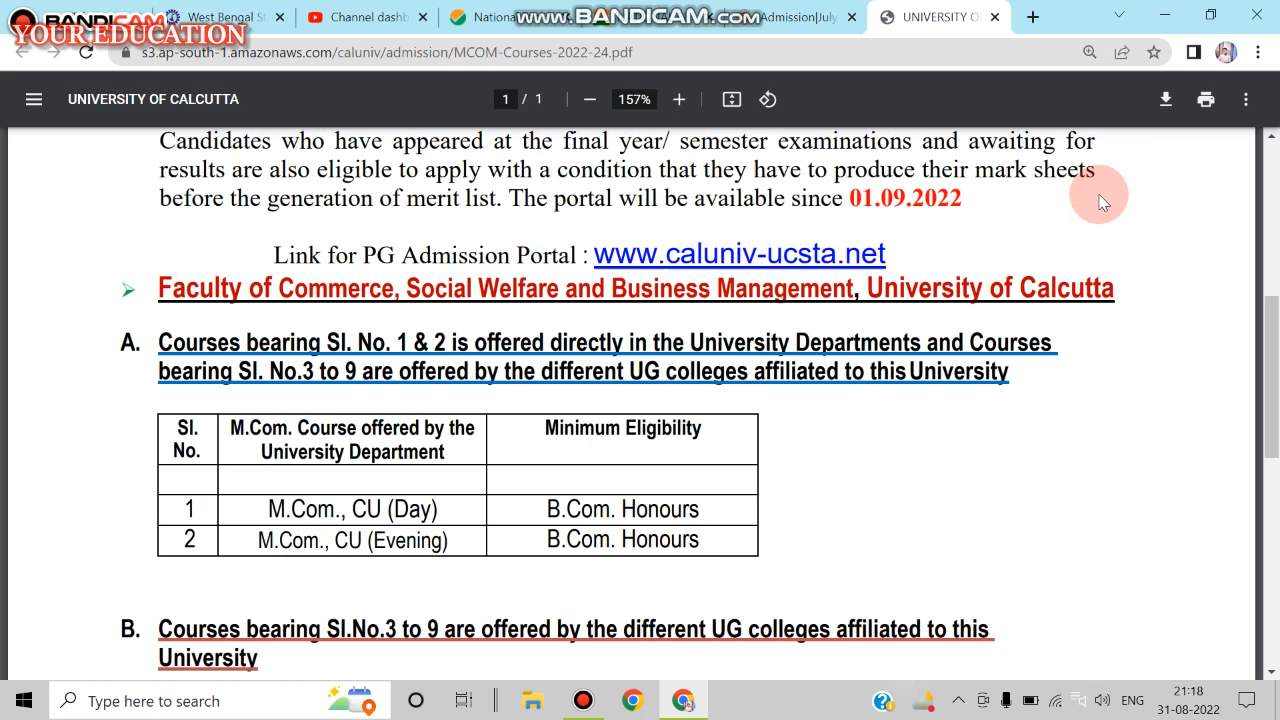 West Bengal St
Channel dashb
National
www.BANDICAM.com
Admission|July
UNIVERSITY O
BANDICAM
YOUR EDUCATION
s3.ap-south-1.amazonaws.com/caluniv/admission/MCOM-Courses-2022-24.pdf
UNIVERSITY OF CALCUTTA
1 / 1
157%
Candidates who have appeared at the final year/ semester examinations and awaiting for
results are also eligible to apply with a condition that they have to produce their mark sheets
before the generation of merit list. The portal will be available since 01.09.2022
Link for PG Admission Portal : www.caluniv-ucsta.net
➢ Faculty of Commerce, Social Welfare and Business Management, University of Calcutta
A. Courses bearing Sl. No. 1 & 2 is offered directly in the University Departments and Courses
bearing Sl. No.3 to 9 are offered by the different UG colleges affiliated to this University
Sl. No. M.Com. Course offered by the University Department Minimum Eligibility
1 M.Com., CU (Day) B.Com. Honours
2 M.Com., CU (Evening) B.Com. Honours
B. Courses bearing Sl.No.3 to 9 are offered by the different UG colleges affiliated to this
University
Type here to search
ENG
21:18
31-08-2022